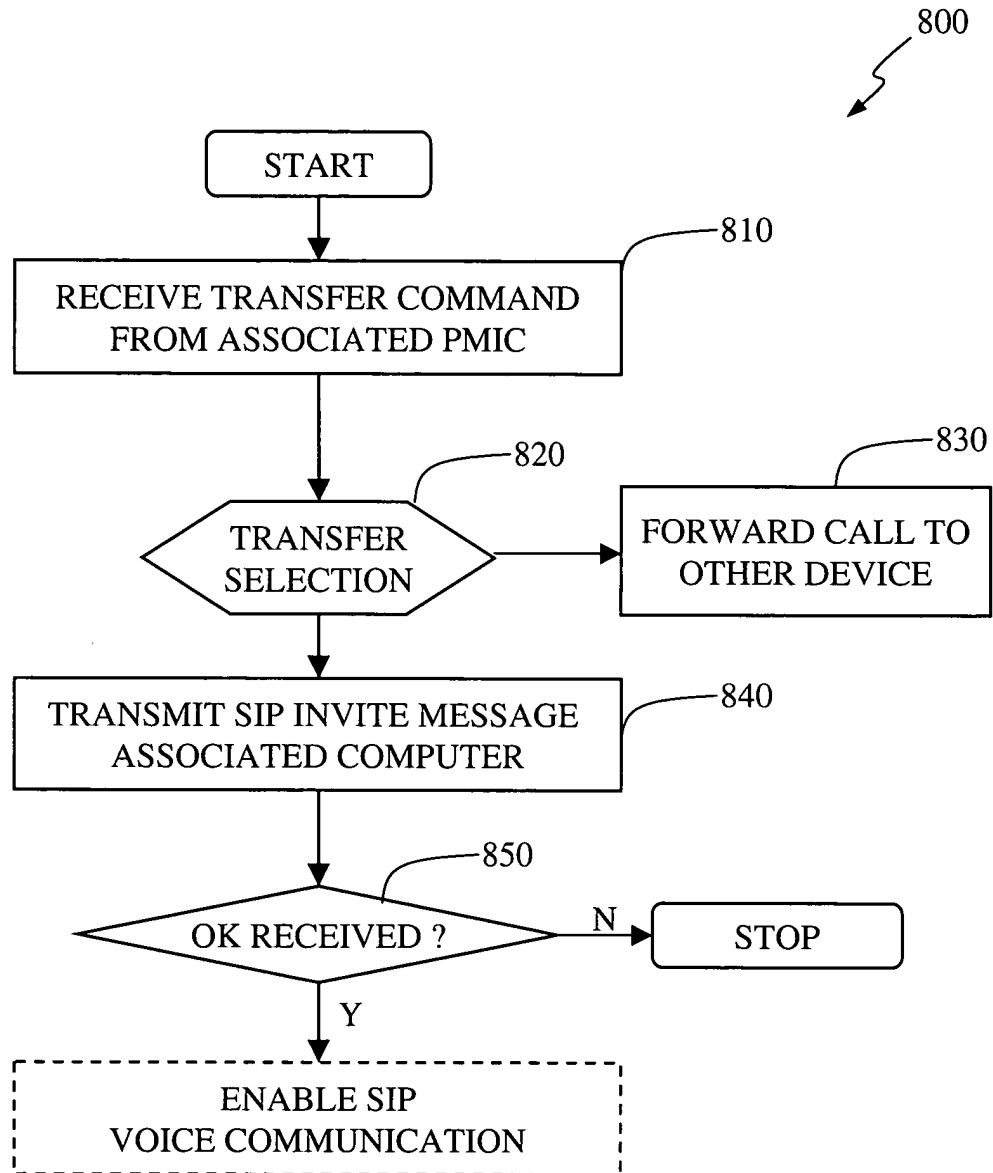 800
START
810
RECEIVE TRANSFER COMMAND
FROM ASSOCIATED PMIC
820
830
TRANSFER
SELECTION
FORWARD CALL TO
OTHER DEVICE
840
TRANSMIT SIP INVITE MESSAGE
ASSOCIATED COMPUTER
850
OK RECEIVED ?
N
STOP
Y
ENABLE SIP
VOICE COMMUNICATION